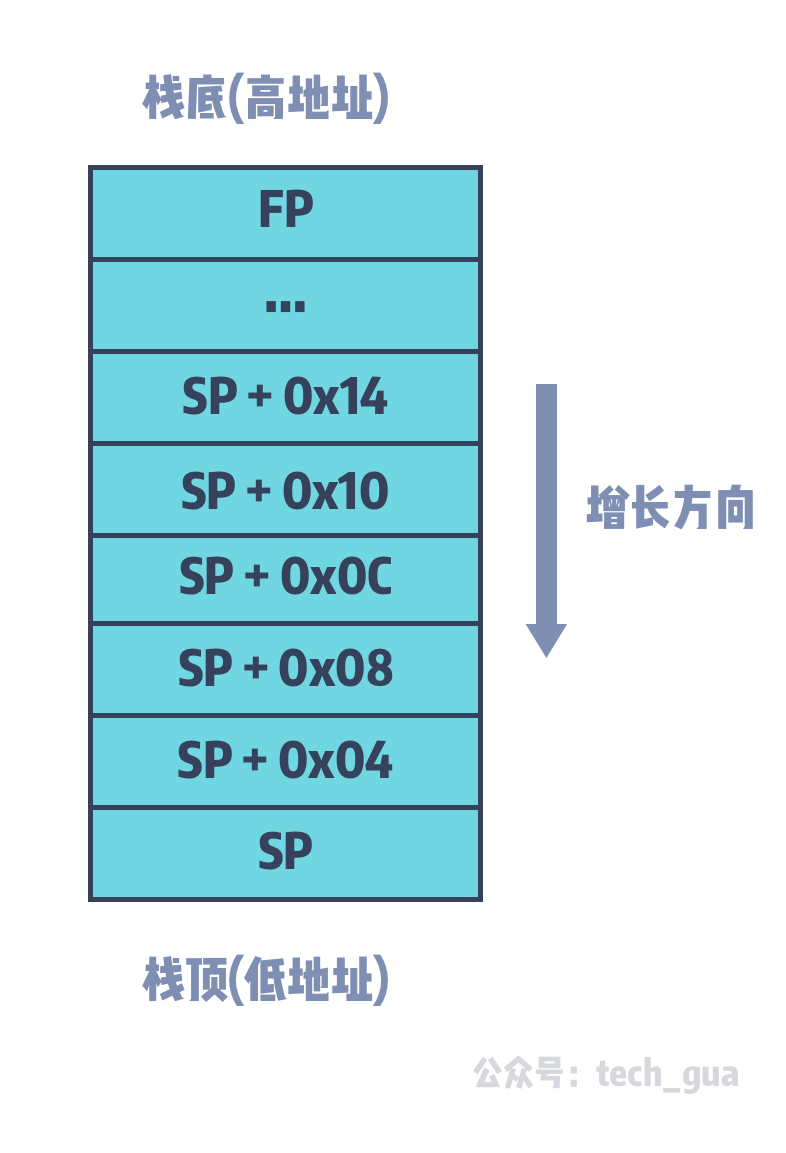 栈底(高地址)
FP
...
SP + 0x14
SP + 0x10
增长方向
SP + 0x0C
SP + 0x08
SP + 0x04
SP
栈顶(低地址)
公众号：tech_gua